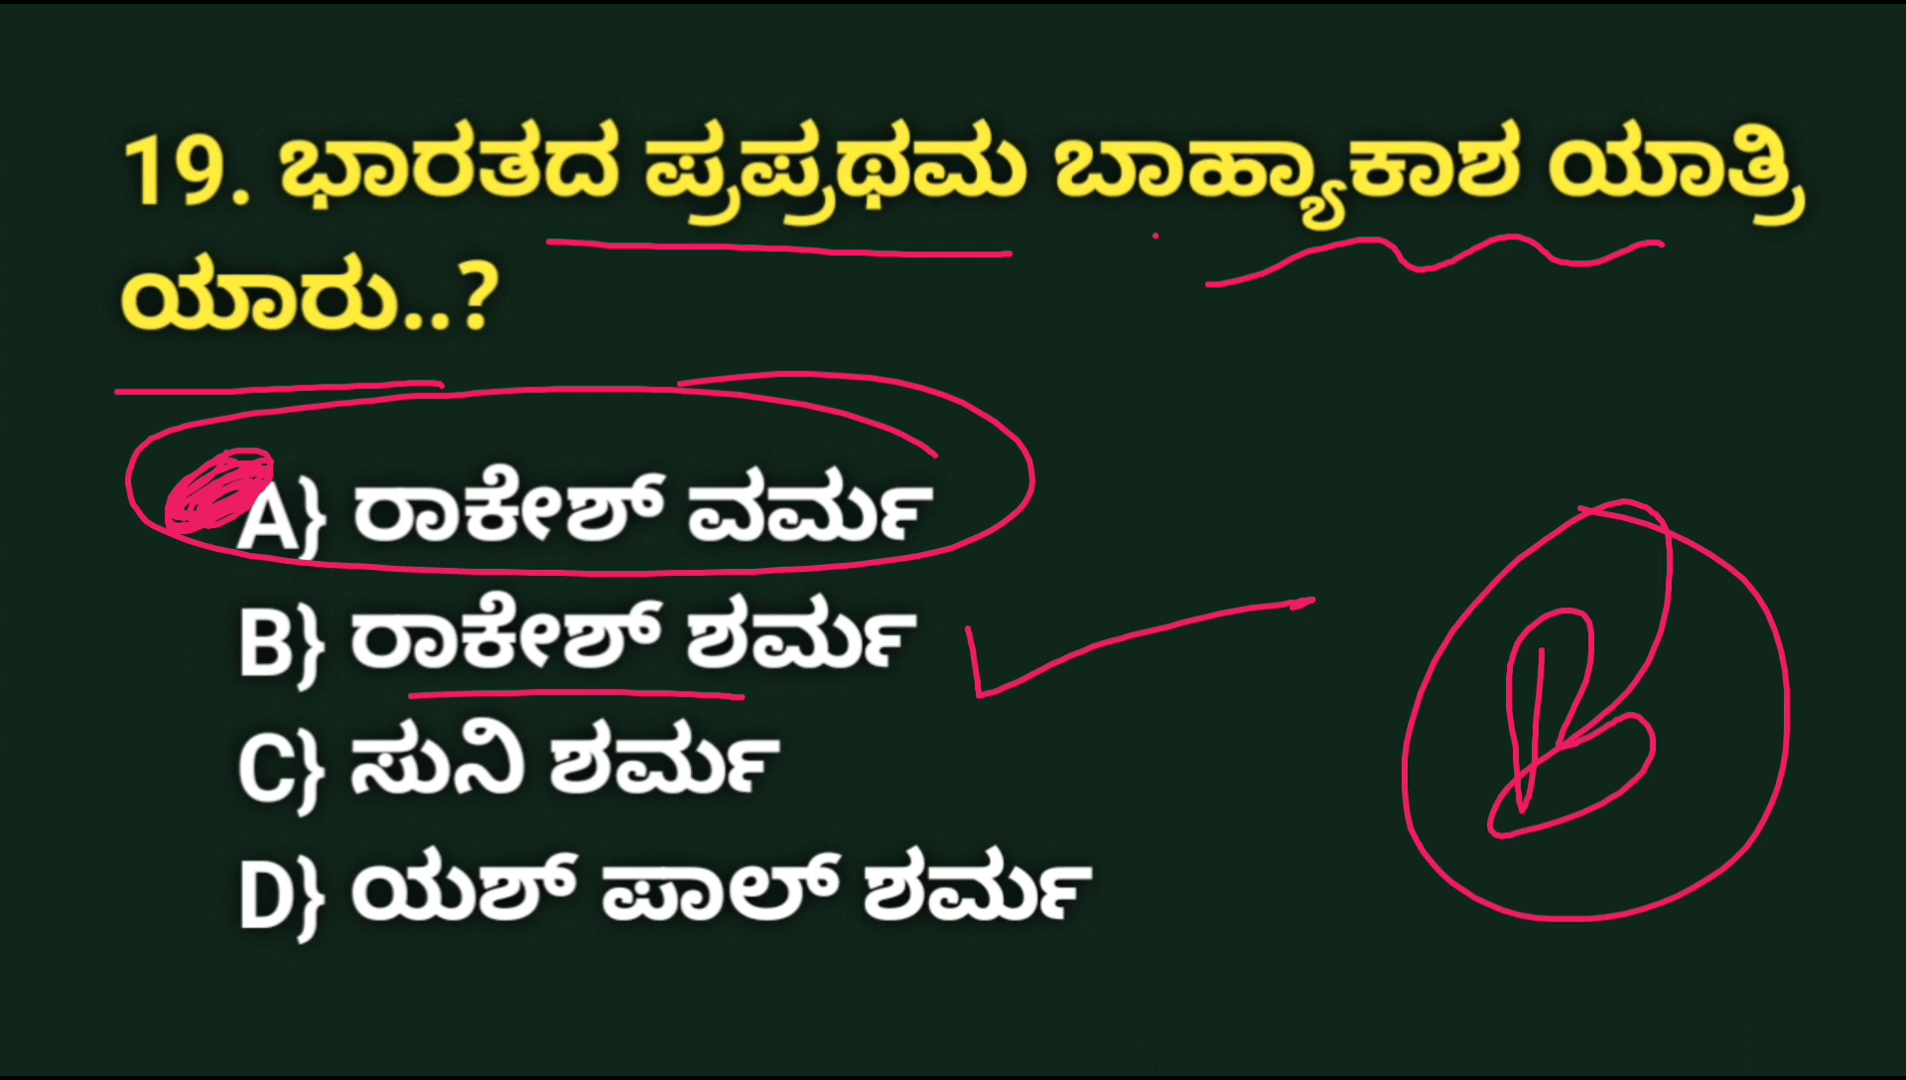 19. ಭಾರತದ ಪ್ರಪ್ರಥಮ ಬಾಹ್ಯಾಕಾಶ ಯಾತ್ರಿ
ಯಾರು..?
A} ರಾಕೇಶ್ ವರ್ಮ
B} ರಾಕೇಶ್ ಶರ್ಮ
C} ಸುನಿ ಶರ್ಮ
D} ಯಶ್ ಪಾಲ್ ಶರ್ಮ
B